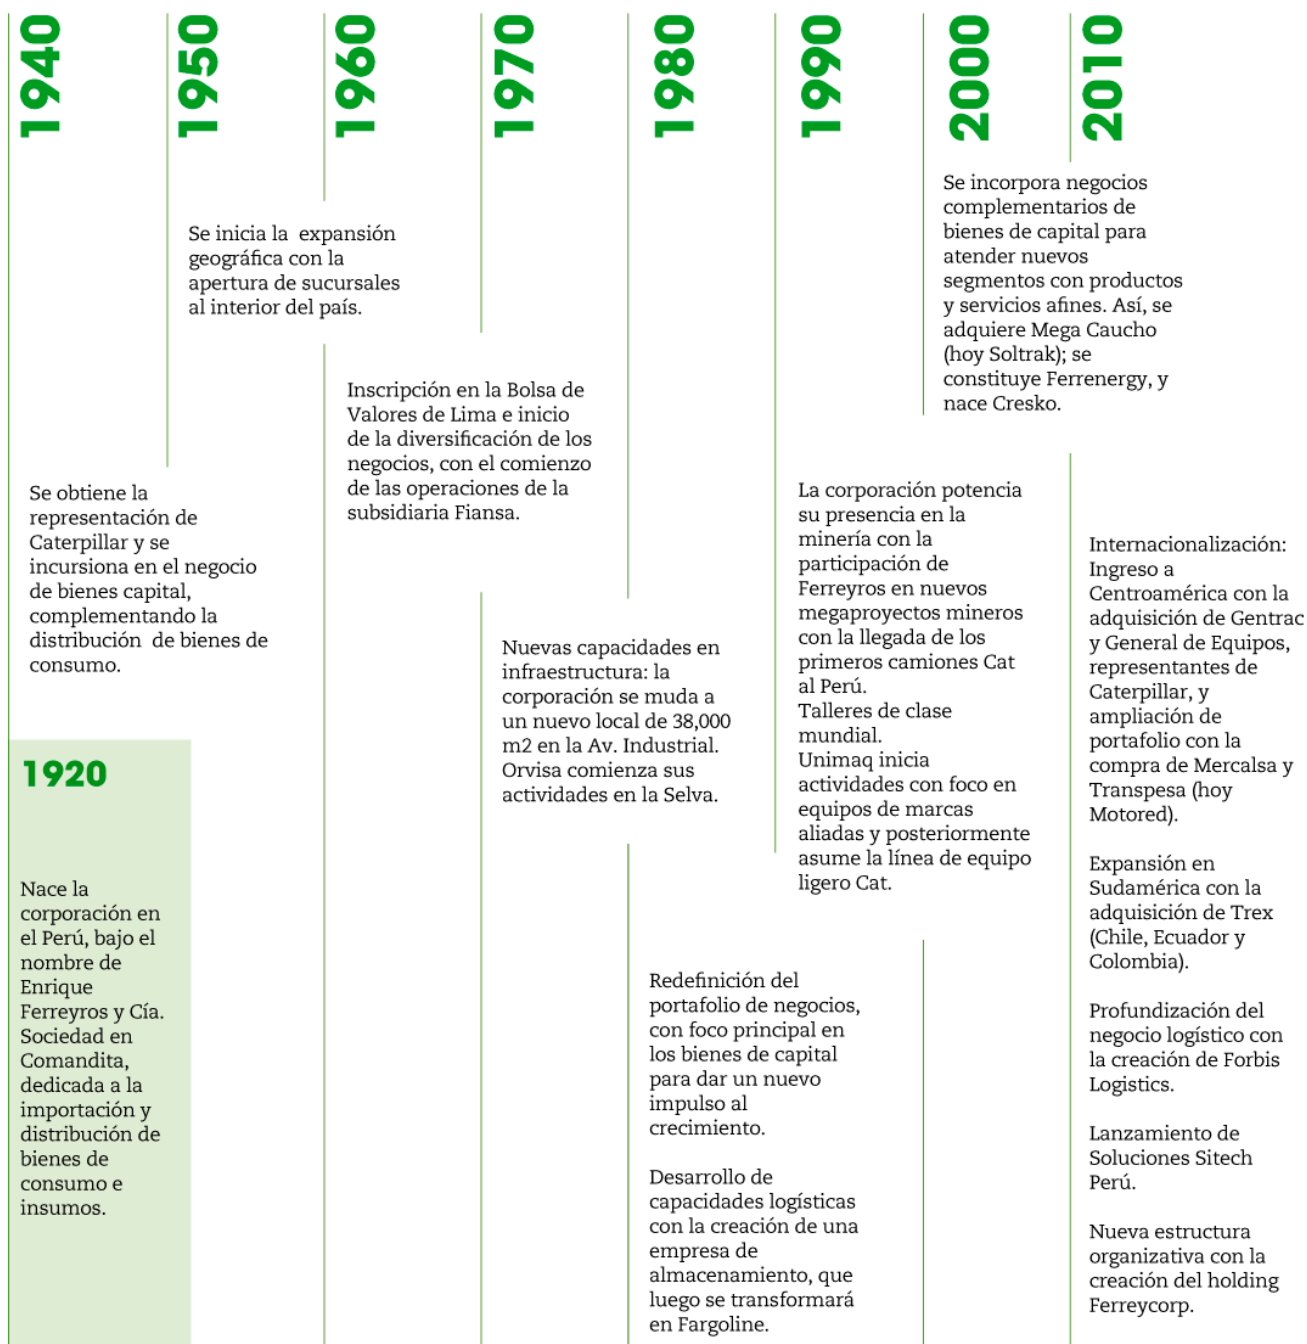 1940
Se obtiene la
representación de
Caterpillar y se
incursiona en el negocio
de bienes capital,
complementando la
distribución de bienes de
consumo.
1920
Nace la
corporación en
el Perú, bajo el
nombre de
Enrique
Ferreyros y Cía.
Sociedad en
Comandita,
dedicada a la
importación y
distribución de
bienes de
consumo e
insumos.
1950
Se inicia la expansión
geográfica con la
apertura de sucursales
al interior del país.
1960
Inscripción en la Bolsa de
Valores de Lima e inicio
de la diversificación de los
negocios, con el comienzo
de las operaciones de la
subsidiaria Fiansa.
1970
Nuevas capacidades en
infraestructura: la
corporación se muda a
un nuevo local de 38,000
m2 en la Av. Industrial.
Orvisa comienza sus
actividades en la Selva.
1980
Redefinición del
portafolio de negocios,
con foco principal en
los bienes de capital
para dar un nuevo
impulso al
crecimiento.
Desarrollo de
capacidades logísticas
con la creación de una
empresa de
almacenamiento, que
luego se transformará
en Fargoline.
1990
La corporación potencia
su presencia en la
minería con la
participación de
Ferreyros en nuevos
megaproyectos mineros
con la llegada de los
primeros camiones Cat
al Perú.
Talleres de clase
mundial.
Unimaq inicia
actividades con foco en
equipos de marcas
aliadas y posteriormente
asume la línea de equipo
ligero Cat.
2000
Se incorpora negocios
complementarios de
bienes de capital para
atender nuevos
segmentos con productos
y servicios afines. Así, se
adquiere Mega Caucho
(hoy Soltrak); se
constituye Ferrenergy, y
nace Cresko.
2010
Internacionalización:
Ingreso a
Centroamérica con la
adquisición de Gentrac
y General de Equipos,
representantes de
Caterpillar, y
ampliación de
portafolio con la
compra de Mercalsa y
Transpesa (hoy
Motored).
Expansión en
Sudamérica con la
adquisición de Trex
(Chile, Ecuador y
Colombia).
Profundización del
negocio logístico con
la creación de Forbis
Logistics.
Lanzamiento de
Soluciones Sitech
Perú.
Nueva estructura
organizativa con la
creación del holding
Ferreycorp.